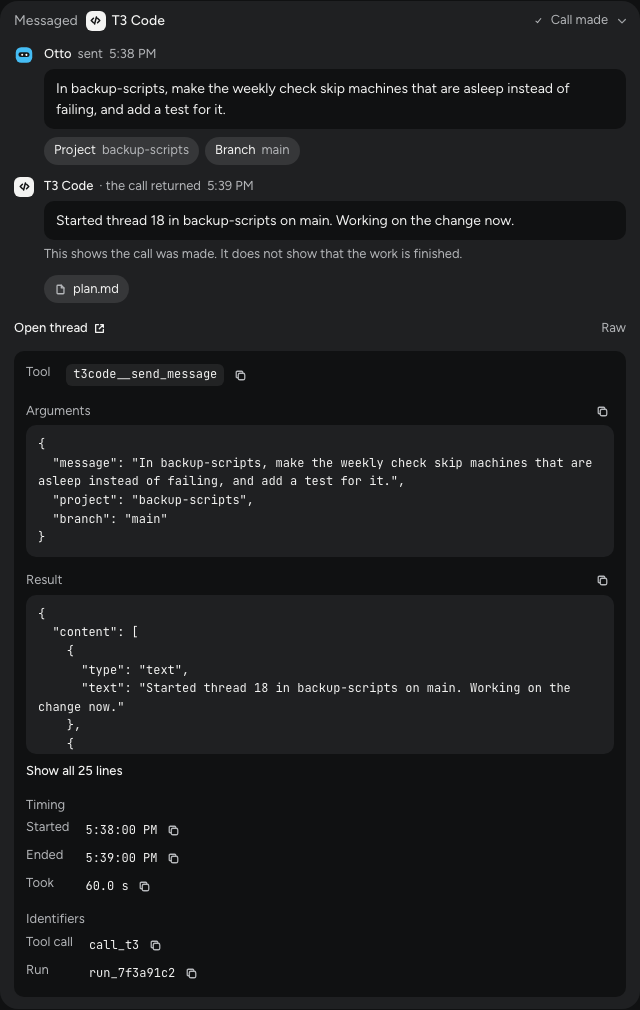 Messaged T3 Code Call made
Otto sent 5:38 PM
In backup-scripts, make the weekly check skip machines that are asleep instead of
failing, and add a test for it.
Project backup-scripts Branch main
T3 Code · the call returned 5:39 PM
Started thread 18 in backup-scripts on main. Working on the change now.
This shows the call was made. It does not show that the work is finished.
plan.md
Open thread Raw
Tool t3code__send_message
Arguments
{
  "message": "In backup-scripts, make the weekly check skip machines that are
asleep instead of failing, and add a test for it.",
  "project": "backup-scripts",
  "branch": "main"
}
Result
{
  "content": [
    {
      "type": "text",
      "text": "Started thread 18 in backup-scripts on main. Working on the
change now."
    },
    {
Show all 25 lines
Timing
Started 5:38:00 PM
Ended 5:39:00 PM
Took 60.0 s
Identifiers
Tool call call_t3
Run run_7f3a91c2